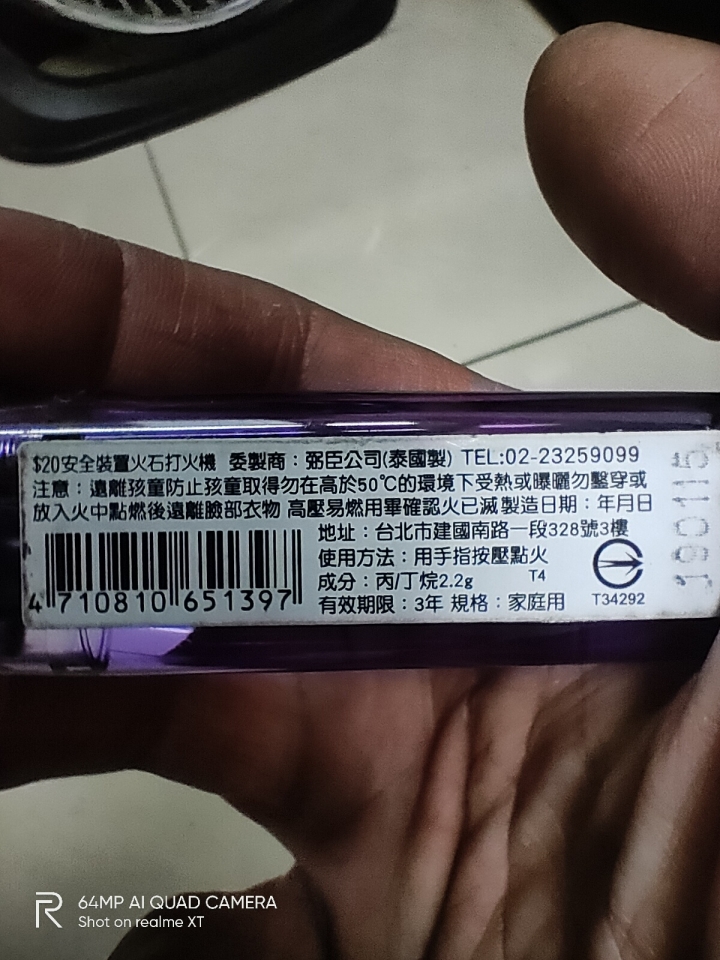 $20安全裝置火石打火機 委製商：弼臣公司(泰國製) TEL:02-23259099
注意：遠離孩童防止孩童取得勿在高於50℃的環境下受熱或曝曬勿擊穿或
放入火中點燃後遠離臉部衣物 高壓易燃用畢確認火已滅 製造日期：年月日
地址：台北市建國南路一段328號3樓
使用方法：用手指按壓點火
成分：丙/丁烷2.2g T4
有效期限：3年 規格：家庭用 T34292
4 710810 651397
190115
64MP AI QUAD CAMERA
Shot on realme XT